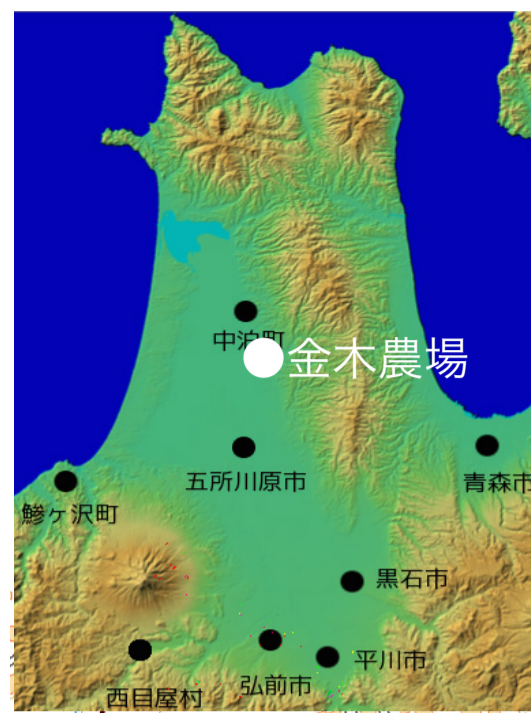 中泊町
金木農場
五所川原市
青森市
鰺ヶ沢町
黒石市
平川市
弘前市
西目屋村